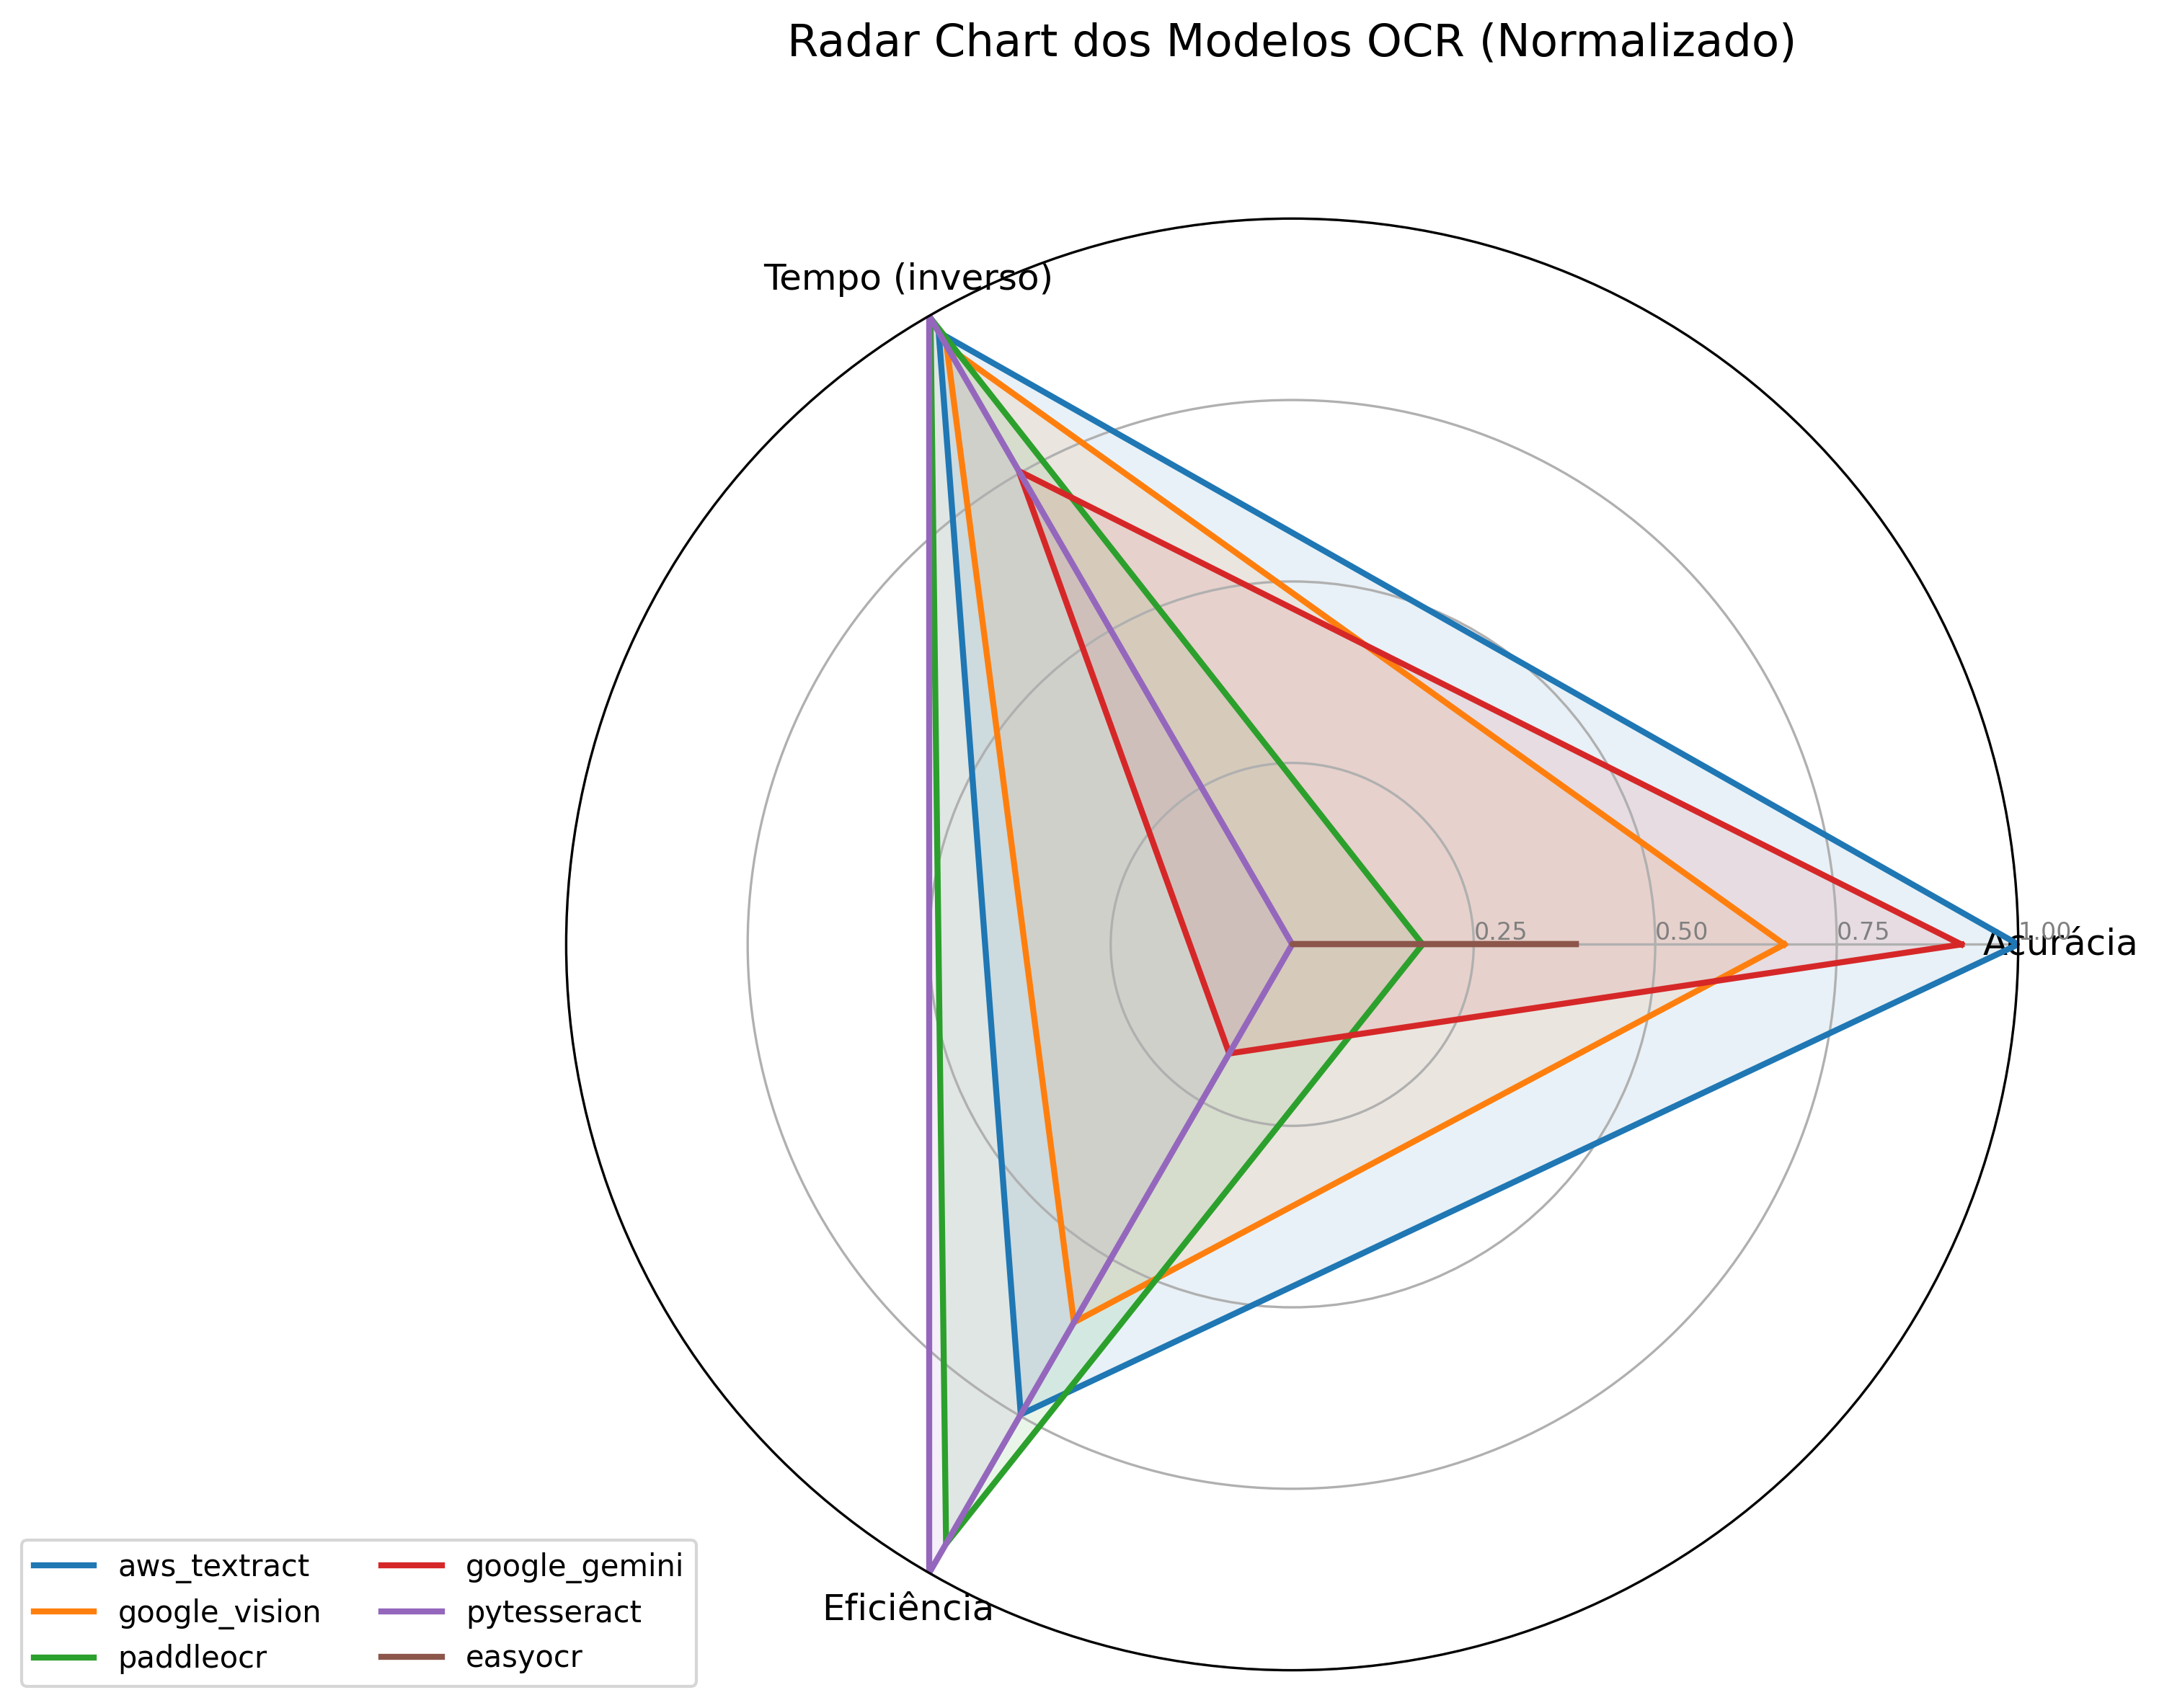 Radar Chart dos Modelos OCR (Normalizado)
Tempo (inverso)
0.25
0.50
0.75
1.00
Acurácia
Eficiência
aws_textract
google_vision
paddleocr
google_gemini
pytesseract
easyocr